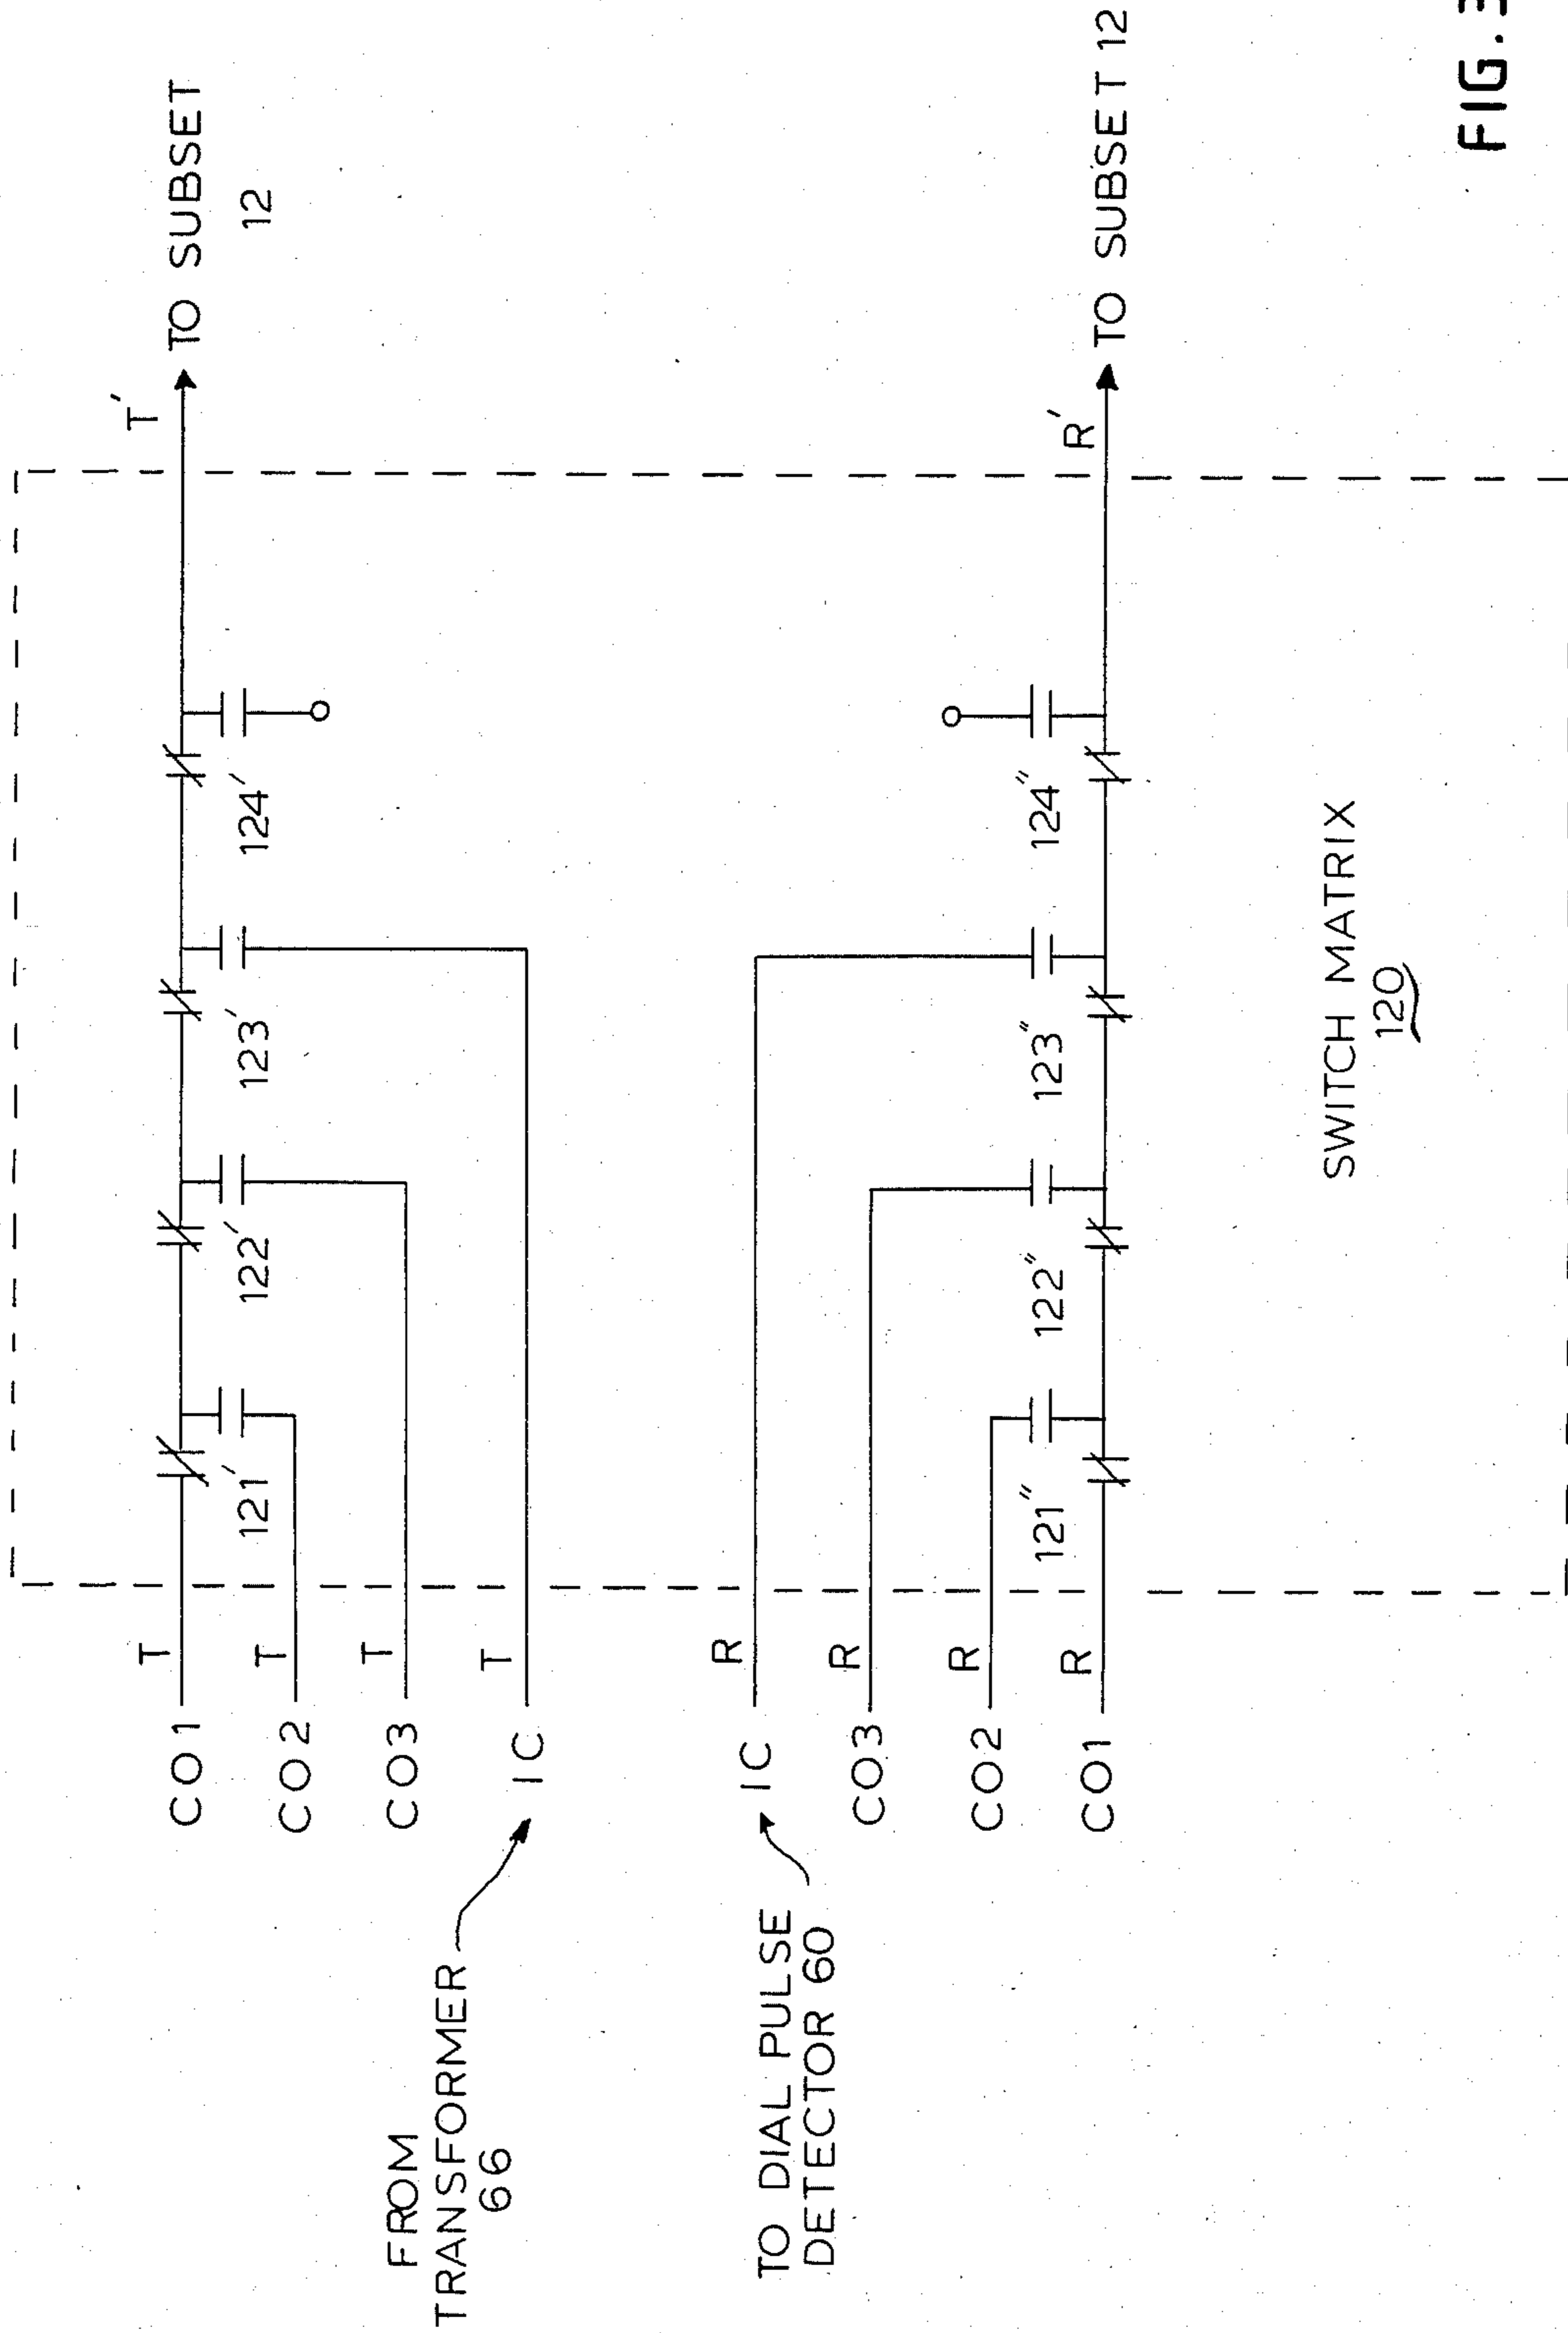 CO1 T
121′
122′
123′
124′
T′
TO SUBSET
12
CO2 T
CO3 T
FROM
TRANSFORMER
66
IC T
TO DIAL PULSE
DETECTOR 60
IC R
CO3 R
CO2 R
CO1 R
121″
122″
123″
124″
R′
TO SUBSET 12
SWITCH MATRIX
120
FIG. 3